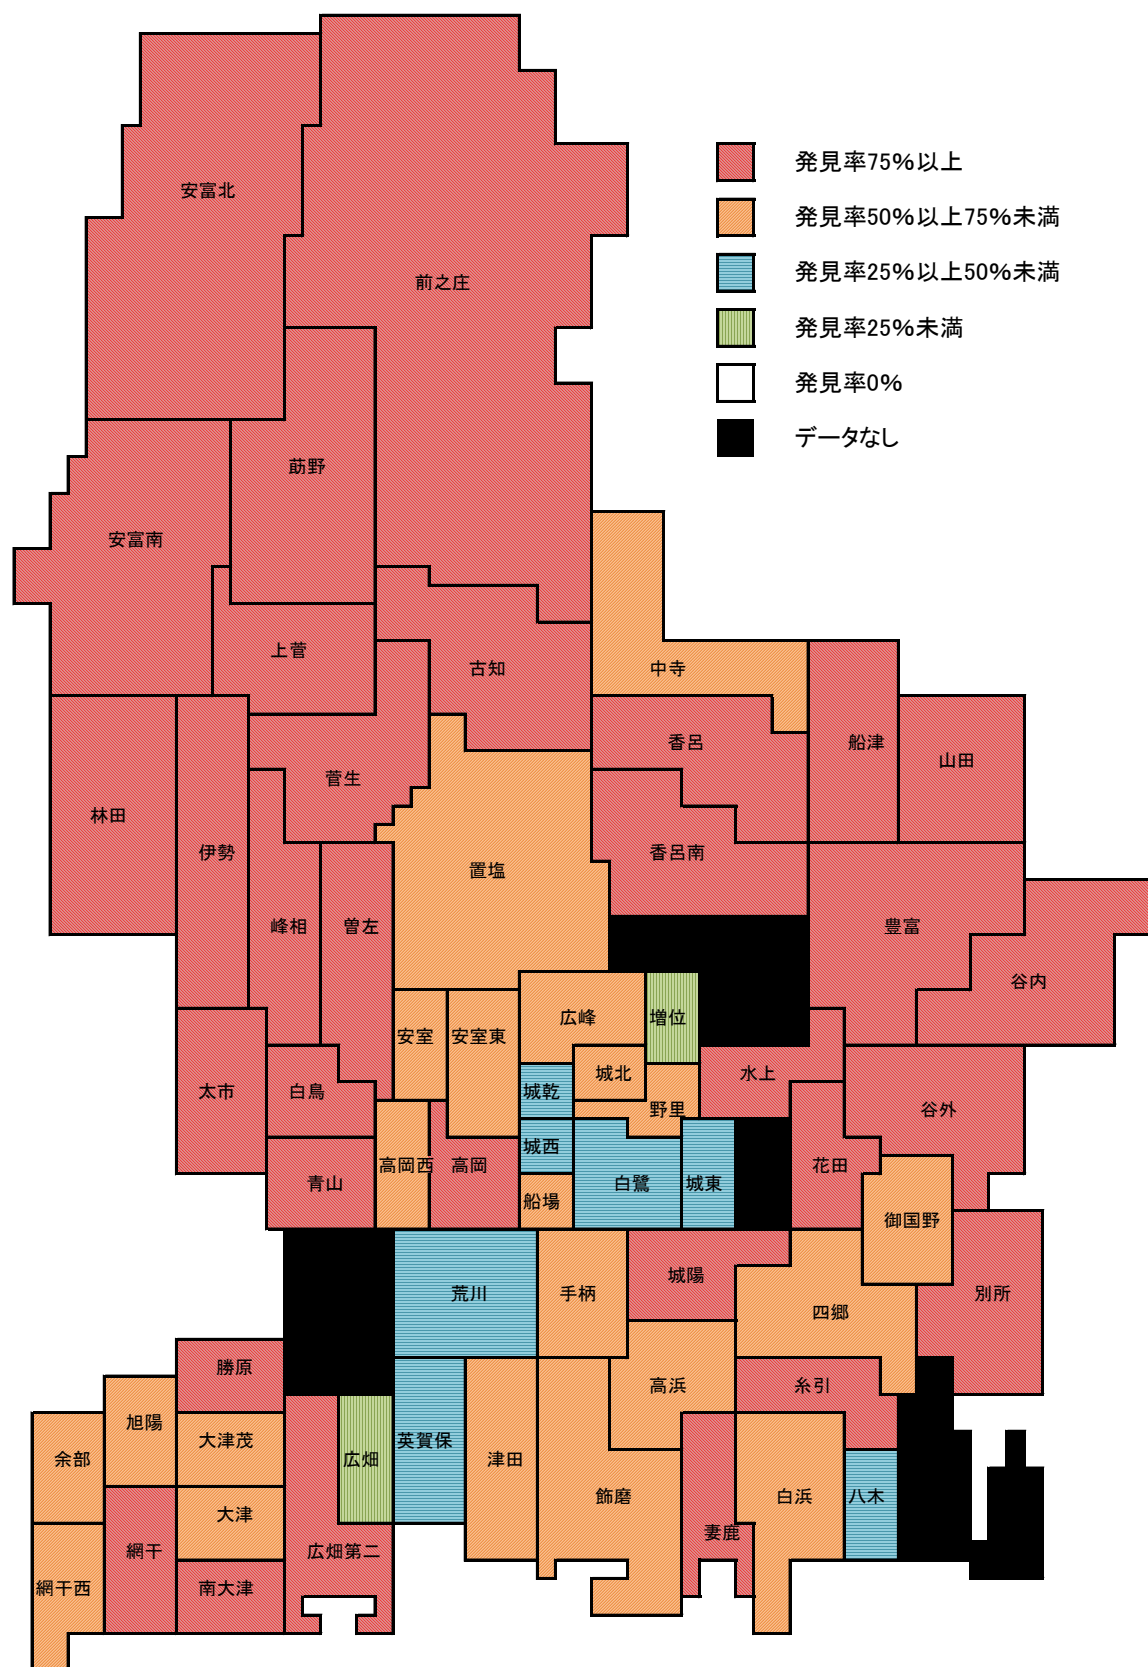 発見率75%以上
安富北
発見率50%以上75%未満
発見率25%以上50%未満
前之庄
発見率25%未満
発見率0%
データなし
莇野
安富南
上菅
古知
中寺
香呂
船津
山田
菅生
林田
伊勢
香呂南
置塩
峰相
曽左
豊富
谷内
広峰
増位
安室
安室東
城北
水上
太市
白鳥
城乾
野里
谷外
城西
高岡西
高岡
花田
青山
白鷺
城東
船場
御国野
城陽
荒川
手柄
別所
四郷
勝原
高浜
糸引
旭陽
大津茂
英賀保
余部
広畑
津田
飾磨
白浜
八木
大津
妻鹿
網干
広畑第二
網干西
南大津